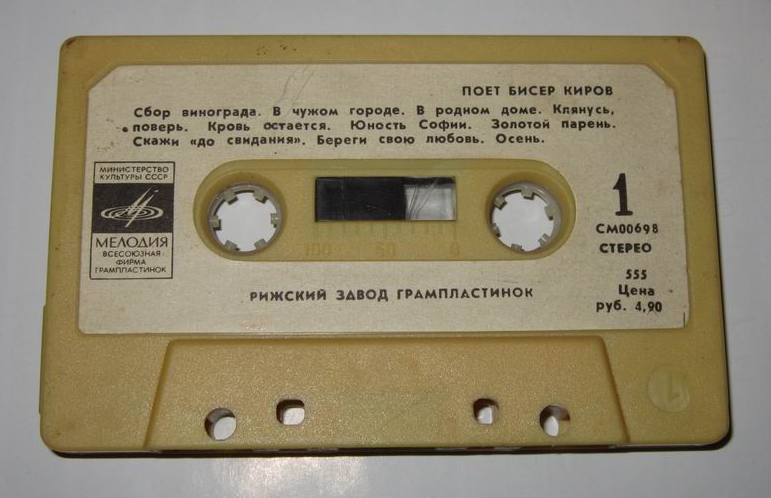 ПОЕТ БИСЕР КИРОВ
Сбор винограда. В чужом городе. В родном доме. Клянусь,
поверь. Кровь остается. Юность Софии. Золотой парень.
Скажи «до свидания». Береги свою любовь. Осень.
МИНИСТЕРСТВО
КУЛЬТУРЫ СССР
МЕЛОДИЯ
ВСЕСОЮЗНАЯ
ФИРМА
ГРАМПЛАСТИНОК
1
СМ00698
СТЕРЕО
100 50 0
555
Цена
руб. 4,90
РИЖСКИЙ ЗАВОД ГРАМПЛАСТИНОК